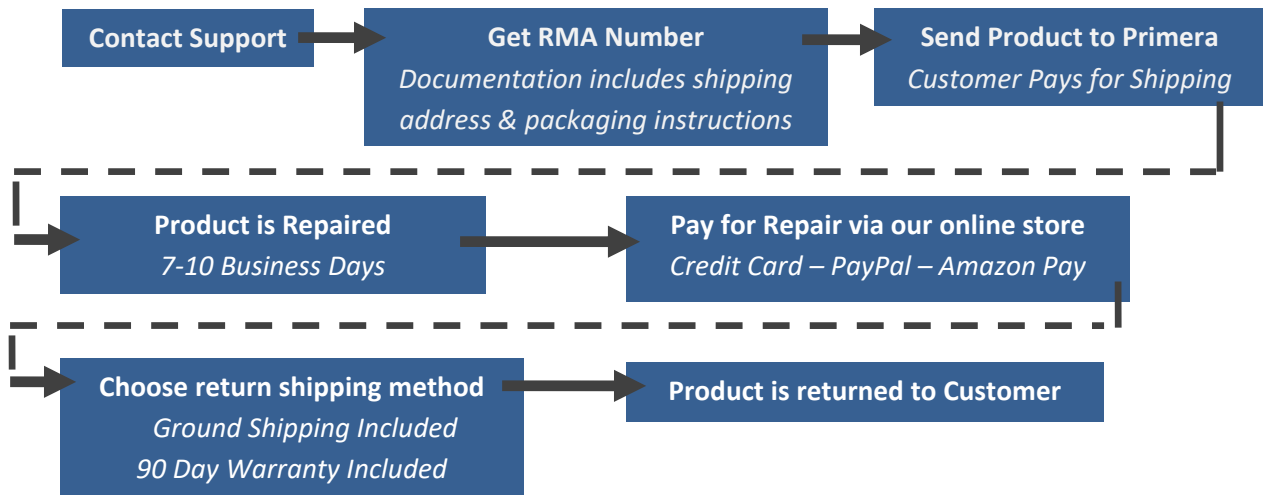 Contact Support
Get RMA Number
Documentation includes shipping
address & packaging instructions
Send Product to Primera
Customer Pays for Shipping
Product is Repaired
7-10 Business Days
Pay for Repair via our online store
Credit Card – PayPal – Amazon Pay
Choose return shipping method
Ground Shipping Included
90 Day Warranty Included
Product is returned to Customer